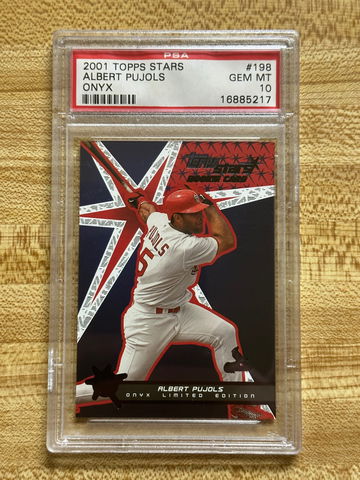 PSA
2001 TOPPS STARS #198
ALBERT PUJOLS GEM MT
ONYX 10
16885217
Topps
Stars
ROOKIE CARD
PUJOLS
5
ALBERT PUJOLS
ONYX LIMITED EDITION